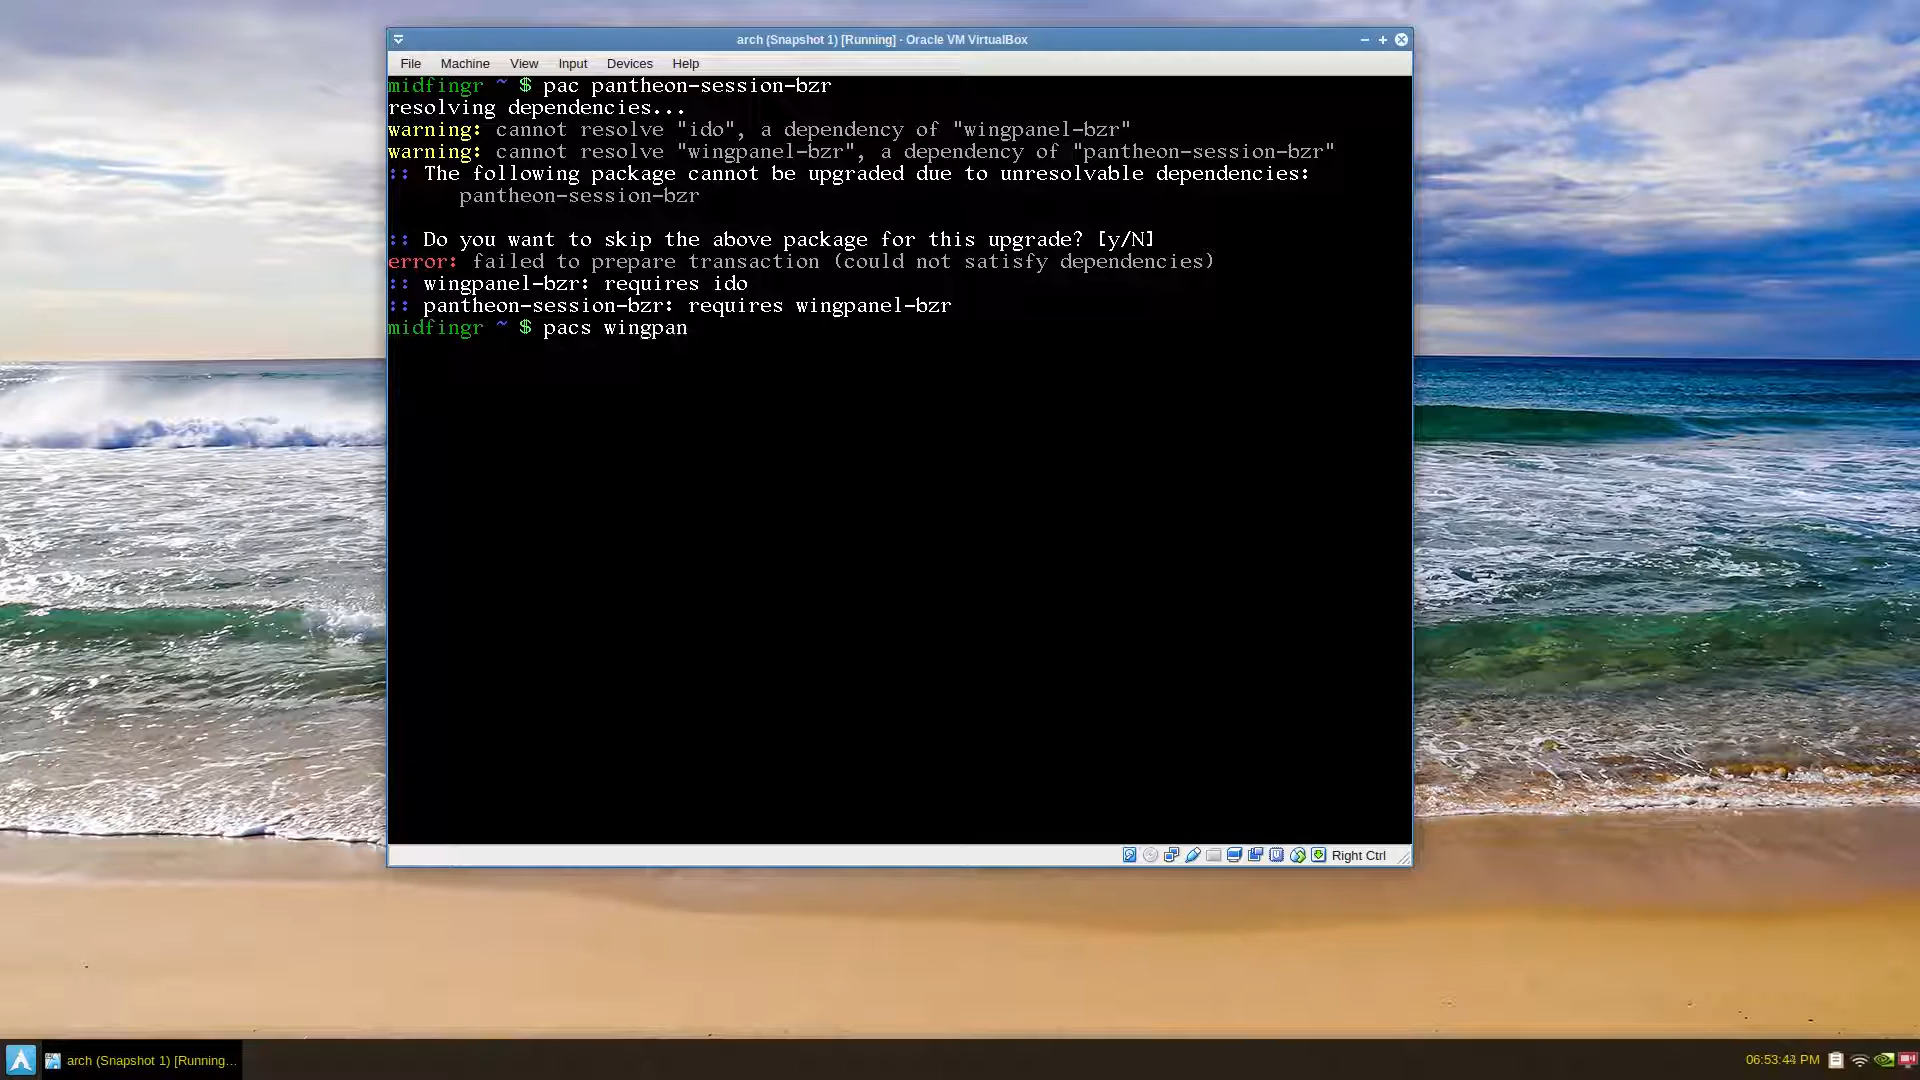 arch (Snapshot 1) [Running] - Oracle VM VirtualBox
File Machine View Input Devices Help
midfingr ~ $ pac pantheon-session-bzr
resolving dependencies...
warning: cannot resolve "ido", a dependency of "wingpanel-bzr"
warning: cannot resolve "wingpanel-bzr", a dependency of "pantheon-session-bzr"
:: The following package cannot be upgraded due to unresolvable dependencies:
pantheon-session-bzr
:: Do you want to skip the above package for this upgrade? [y/N]
error: failed to prepare transaction (could not satisfy dependencies)
:: wingpanel-bzr: requires ido
:: pantheon-session-bzr: requires wingpanel-bzr
midfingr ~ $ pacs wingpan
Right Ctrl
arch (Snapshot 1) [Running...
06:53:44 PM